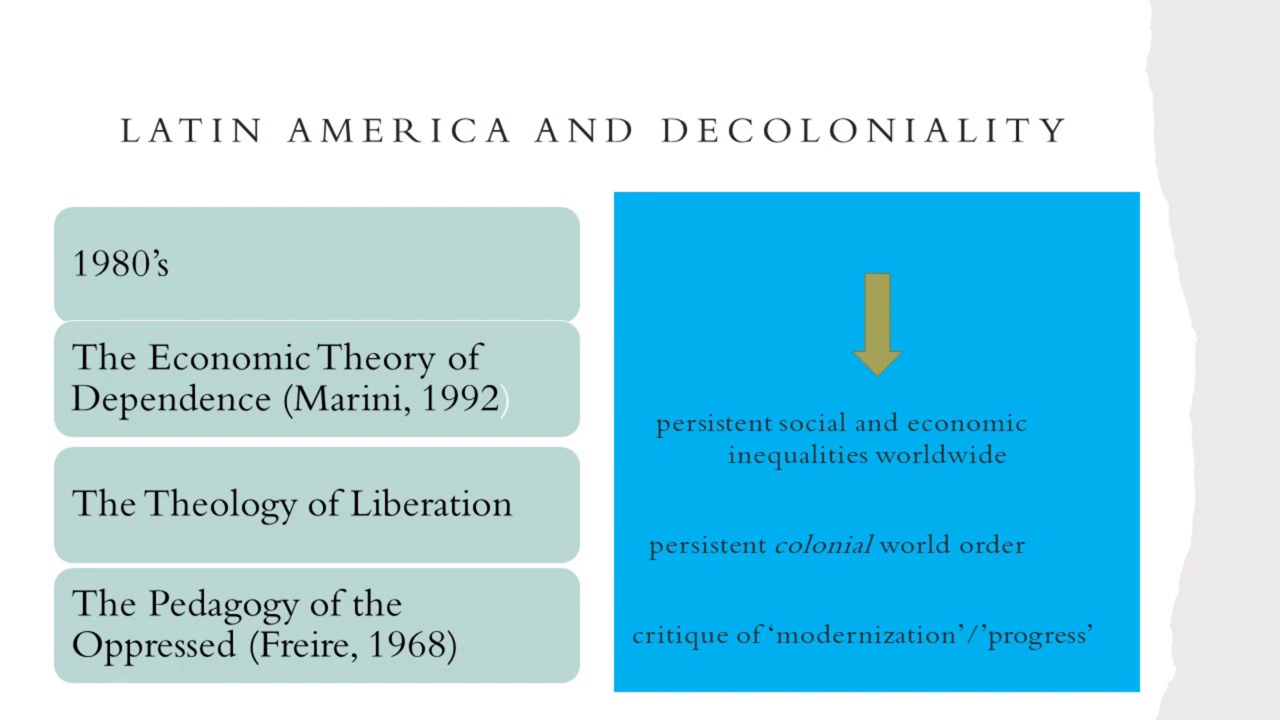 LATIN AMERICA AND DECOLONIALITY
1980’s
The Economic Theory of
Dependence (Marini, 1992)
The Theology of Liberation
The Pedagogy of the
Oppressed (Freire, 1968)
persistent social and economic
inequalities worldwide
persistent colonial world order
critique of ‘modernization’/’progress’